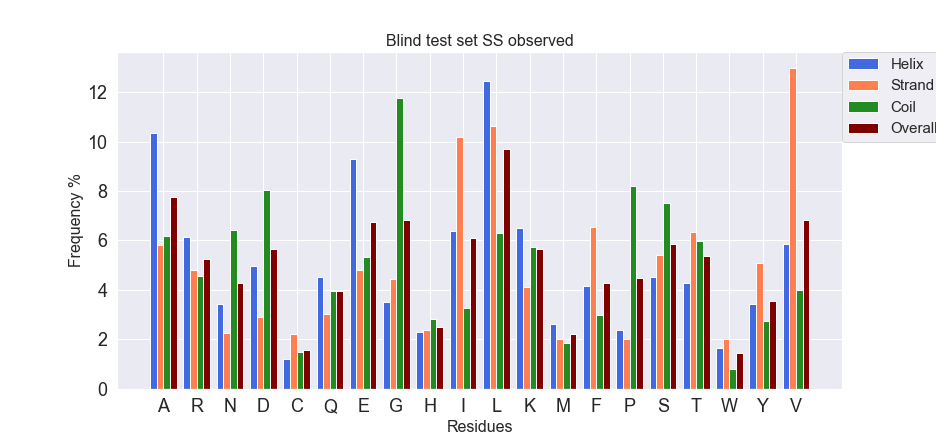 Blind test set SS observed
Helix
Strand
Coil
Overall
Frequency %
12
10
8
6
4
2
0
A R N D C Q E G H I L K M F P S T W Y V
Residues